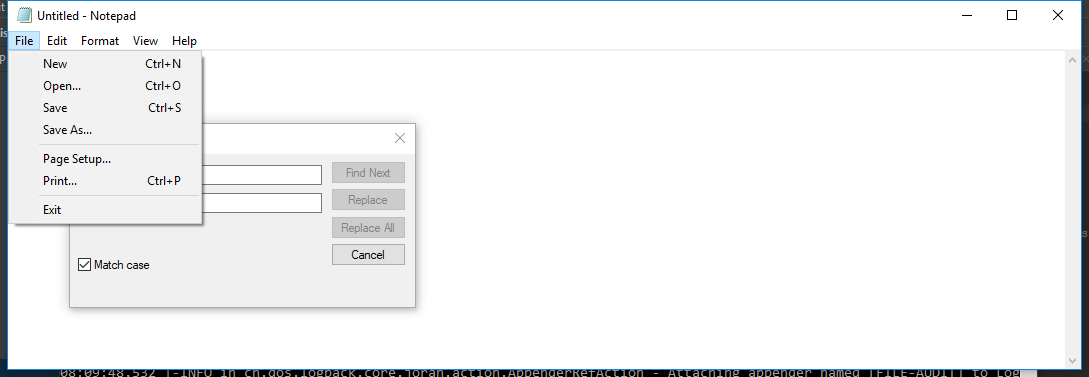 Untitled - Notepad
File Edit Format View Help
New Ctrl+N
Open... Ctrl+O
Save Ctrl+S
Save As...
Page Setup...
Print... Ctrl+P
Exit
Find Next
Replace
Replace All
Cancel
Match case
08:09:48,532 |-INFO in ch.qos.logback.core.joran.action.AppenderRefAction - Attaching appender named [FILE-AUDIT] to Log